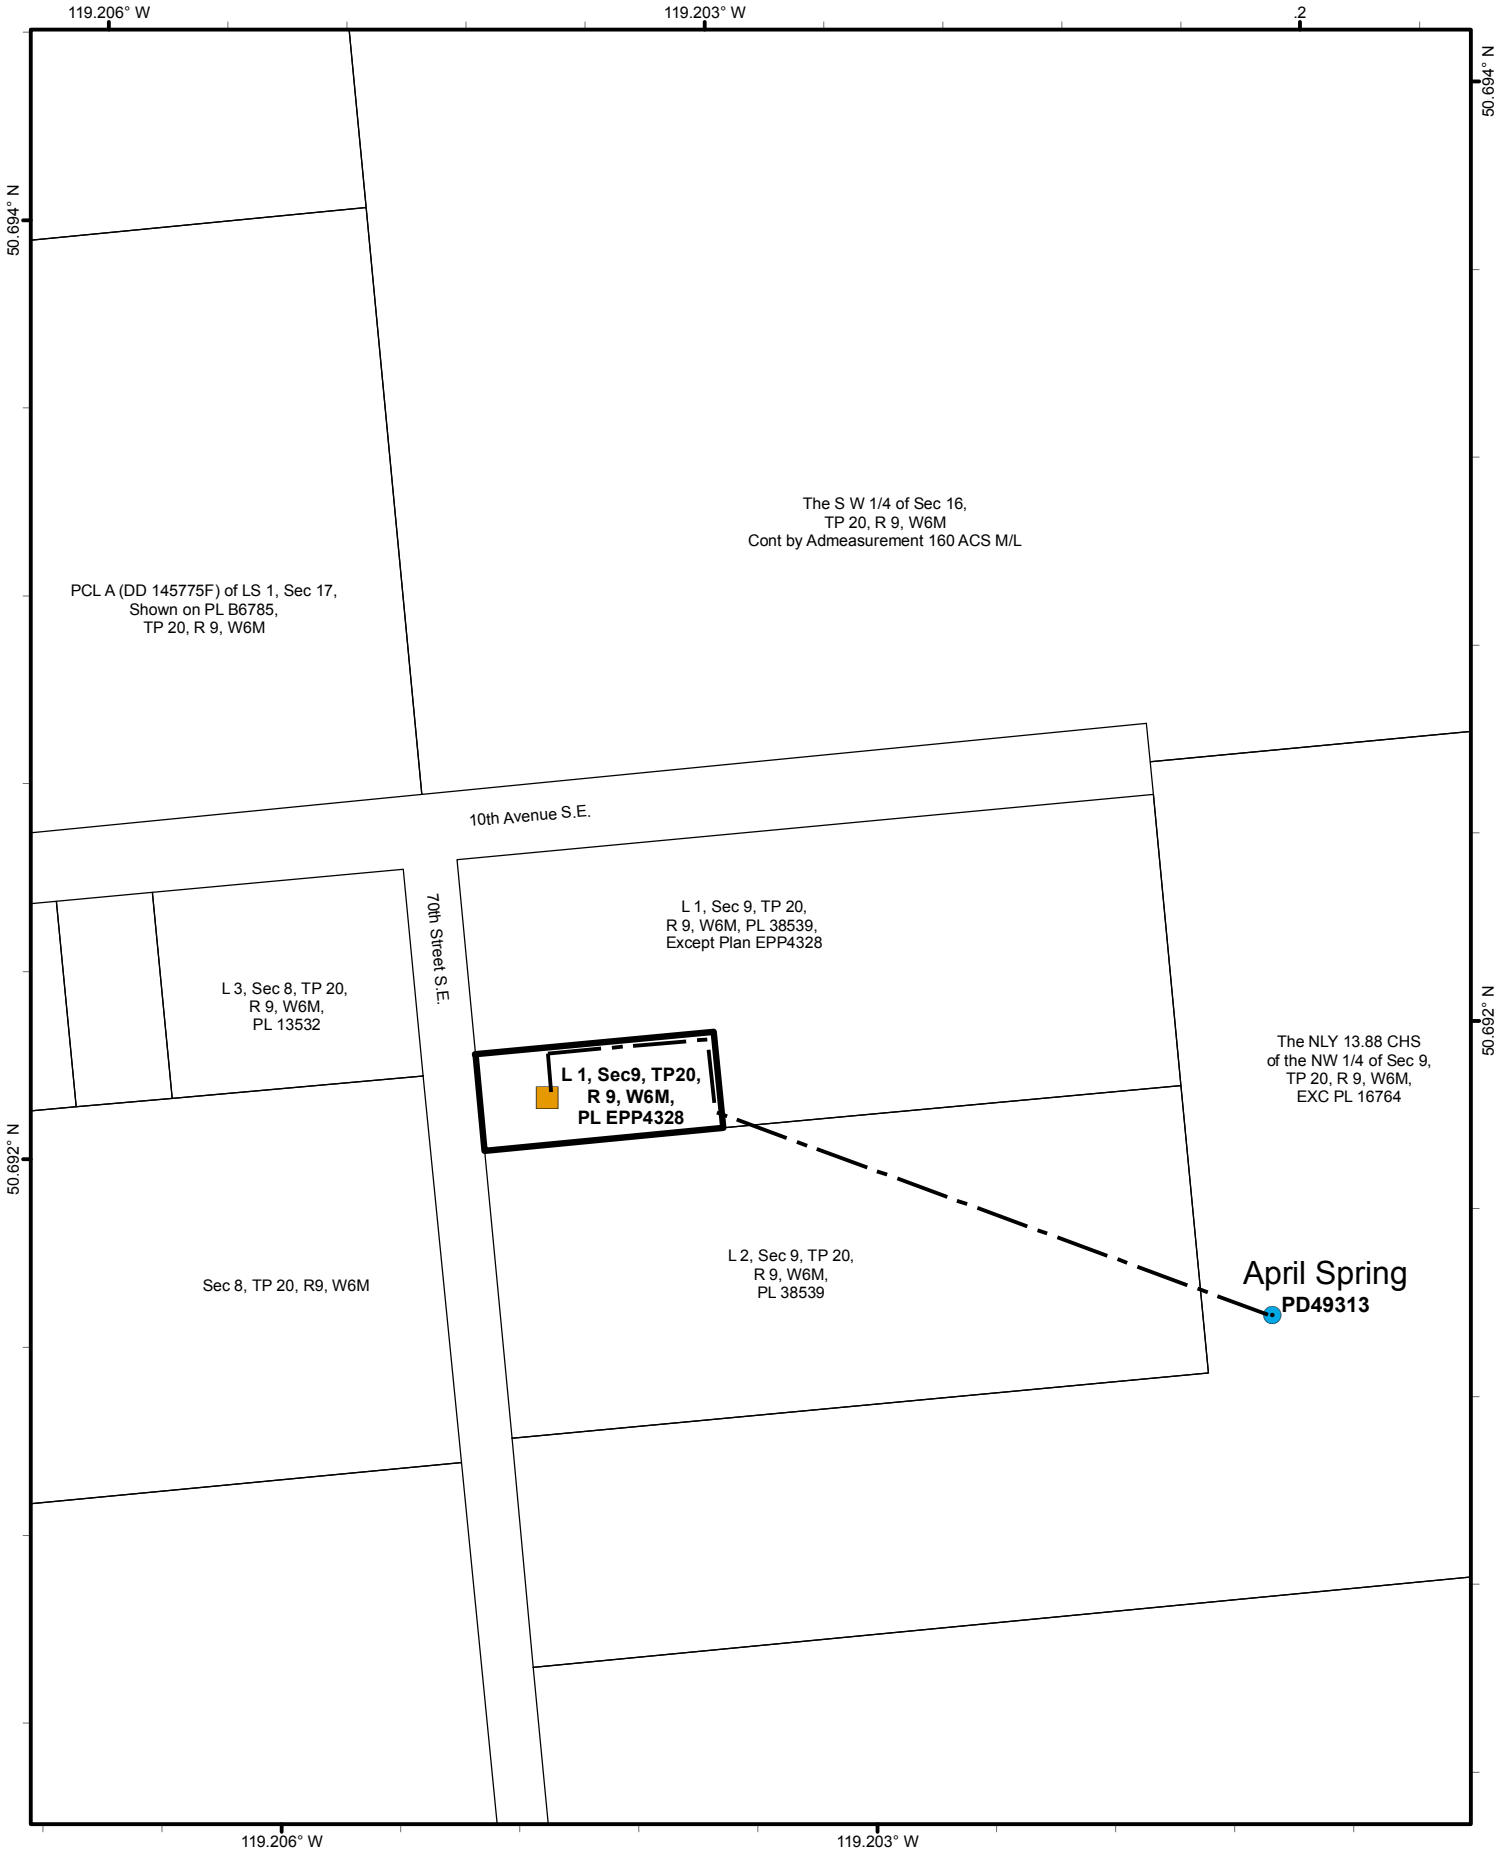 119.206° W
119.203° W
.2
50.694° N
50.694° N
The S W 1/4 of Sec 16,
TP 20, R 9, W6M
Cont by Admeasurement 160 ACS M/L
PCL A (DD 145775F) of LS 1, Sec 17,
Shown on PL B6785,
TP 20, R 9, W6M
10th Avenue S.E.
70th Street S.E.
L 1, Sec 9, TP 20,
R 9, W6M, PL 38539,
Except Plan EPP4328
L 3, Sec 8, TP 20,
R 9, W6M,
PL 13532
50.692° N
The NLY 13.88 CHS
of the NW 1/4 of Sec 9,
TP 20, R 9, W6M,
EXC PL 16764
L 1, Sec9, TP20,
R 9, W6M,
PL EPP4328
50.692° N
L 2, Sec 9, TP 20,
R 9, W6M,
PL 38539
Sec 8, TP 20, R9, W6M
April Spring
PD49313
119.206° W
119.203° W